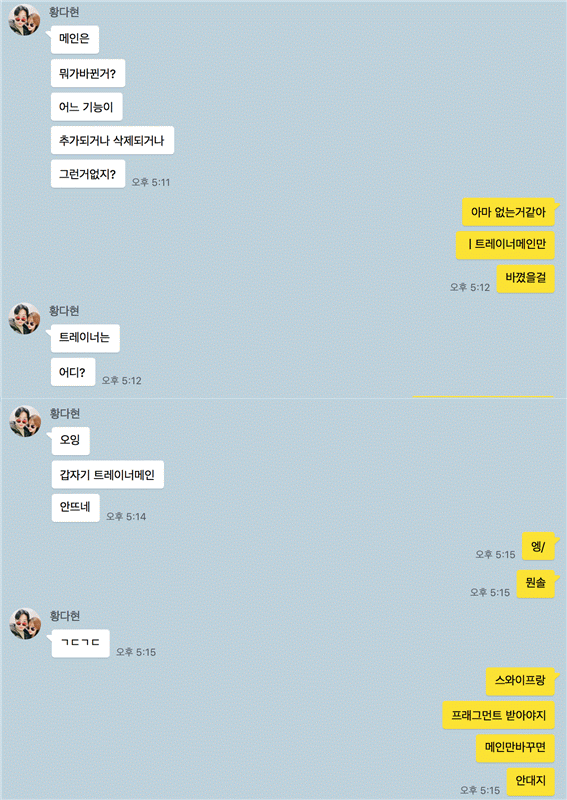 황다현
메인은
뭐가바뀐거?
어느 기능이
추가되거나 삭제되거나
그런거없지?
오후 5:11
아마 없는거같아
ㅣ트레이너메인만
바꼈을걸
오후 5:12
황다현
트레이너는
어디?
오후 5:12
황다현
오잉
갑자기 트레이너메인
안뜨네
오후 5:14
엥/
오후 5:15
뭔솔
오후 5:15
황다현
ㄱㄷㄱㄷ
오후 5:15
스와이프랑
프래그먼트 받아야지
메인만바꾸면
안대지
오후 5:15